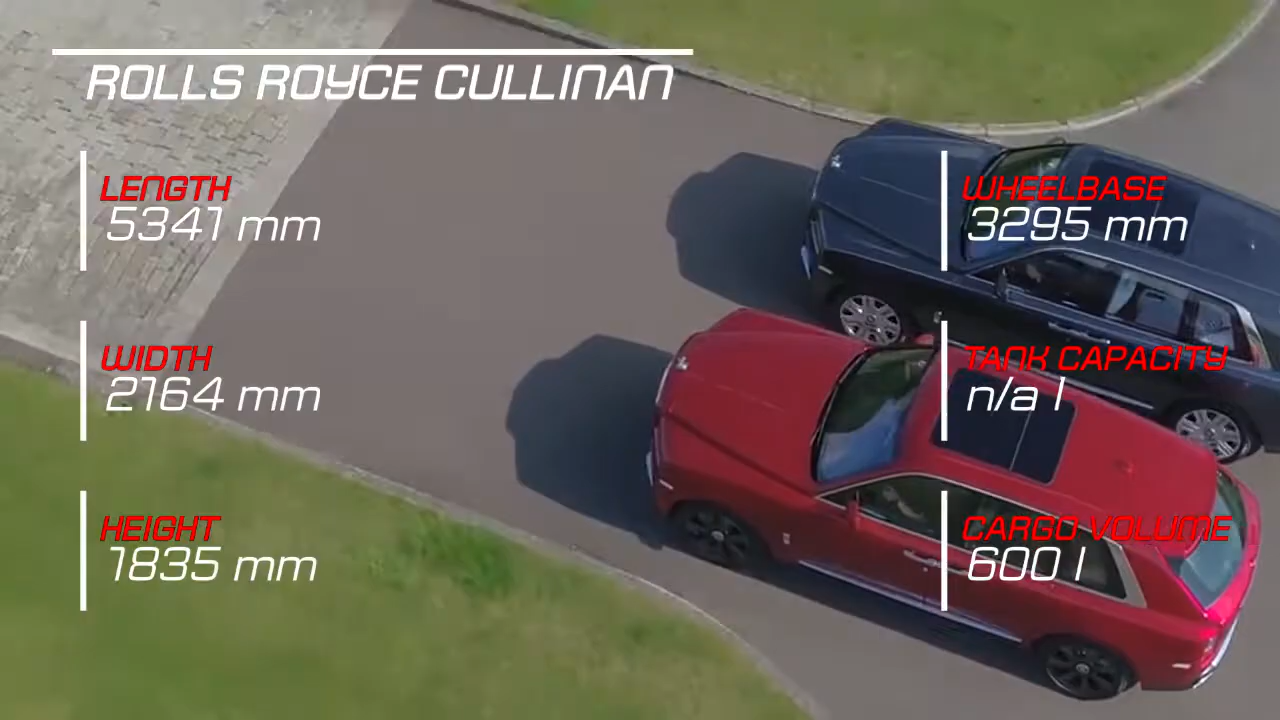 ROLLS ROYCE CULLINAN
LENGTH
5341 mm
WIDTH
2164 mm
HEIGHT
1835 mm
WHEELBASE
3295 mm
TANK CAPACITY
n/a l
CARGO VOLUME
600 l